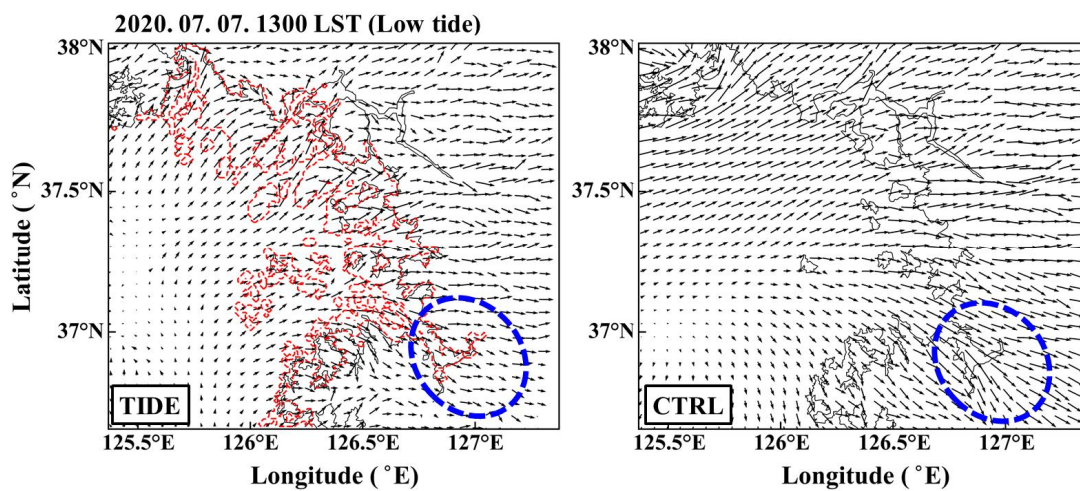 2020. 07. 07. 1300 LST (Low tide)
38°N
37.5°N
37°N
Latitude (°N)
TIDE
125.5°E 126°E 126.5°E 127°E
Longitude (°E)
38°N
37.5°N
37°N
CTRL
125.5°E 126°E 126.5°E 127°E
Longitude (°E)